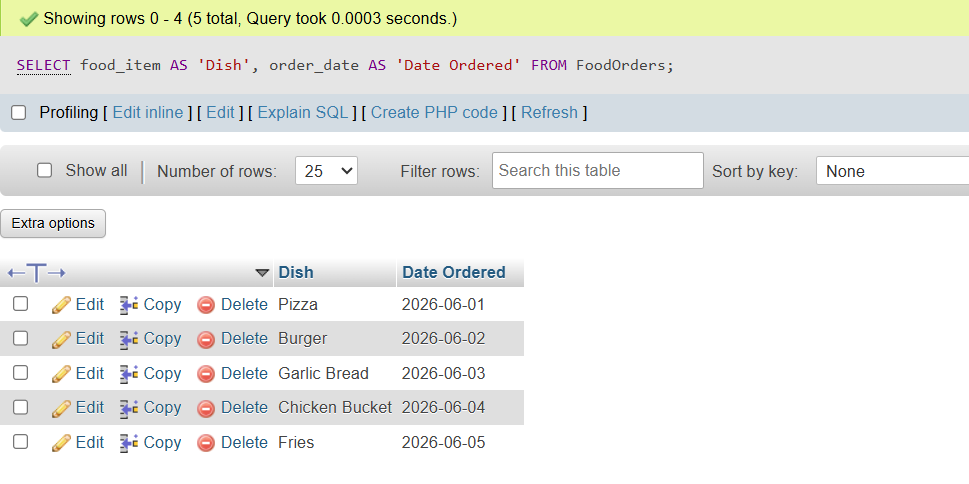 Showing rows 0 - 4 (5 total, Query took 0.0003 seconds.)
SELECT food_item AS 'Dish', order_date AS 'Date Ordered' FROM FoodOrders;
Profiling [ Edit inline ] [ Edit ] [ Explain SQL ] [ Create PHP code ] [ Refresh ]
Show all Number of rows: 25 Filter rows: Search this table Sort by key: None
Extra options
Dish Date Ordered
Edit Copy Delete Pizza 2026-06-01
Edit Copy Delete Burger 2026-06-02
Edit Copy Delete Garlic Bread 2026-06-03
Edit Copy Delete Chicken Bucket 2026-06-04
Edit Copy Delete Fries 2026-06-05